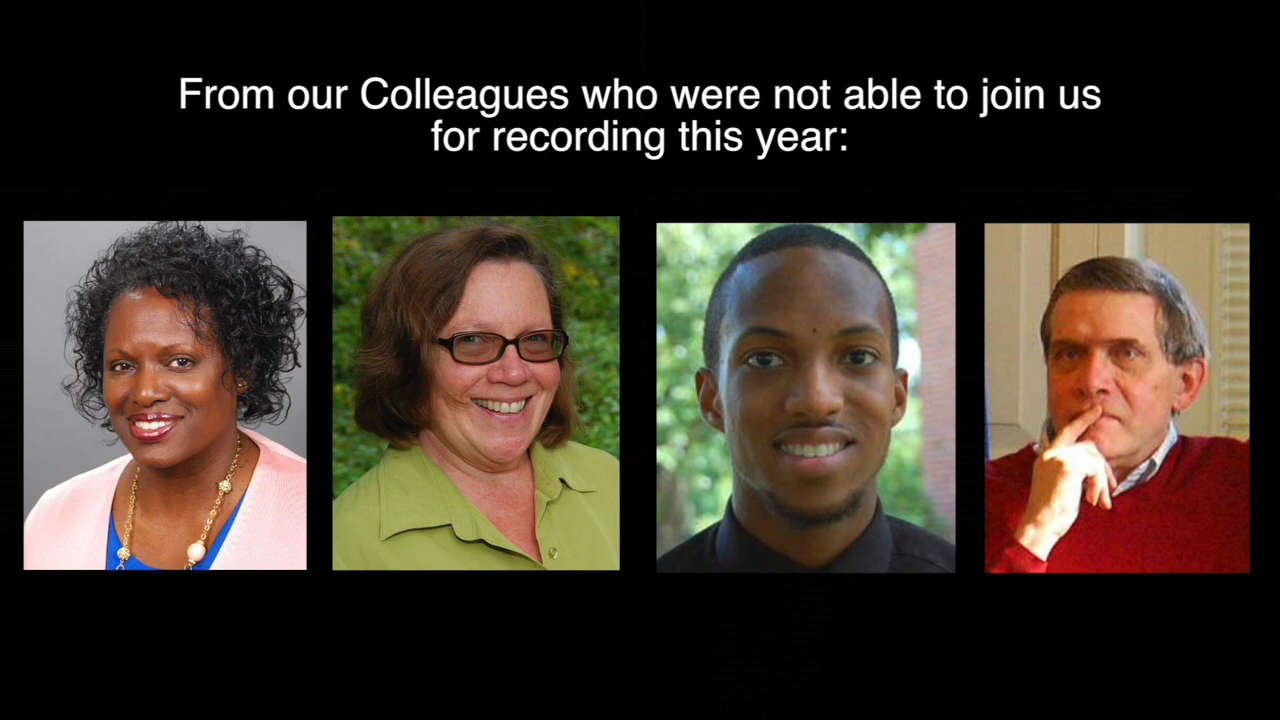 From our Colleagues who were not able to join us
for recording this year: